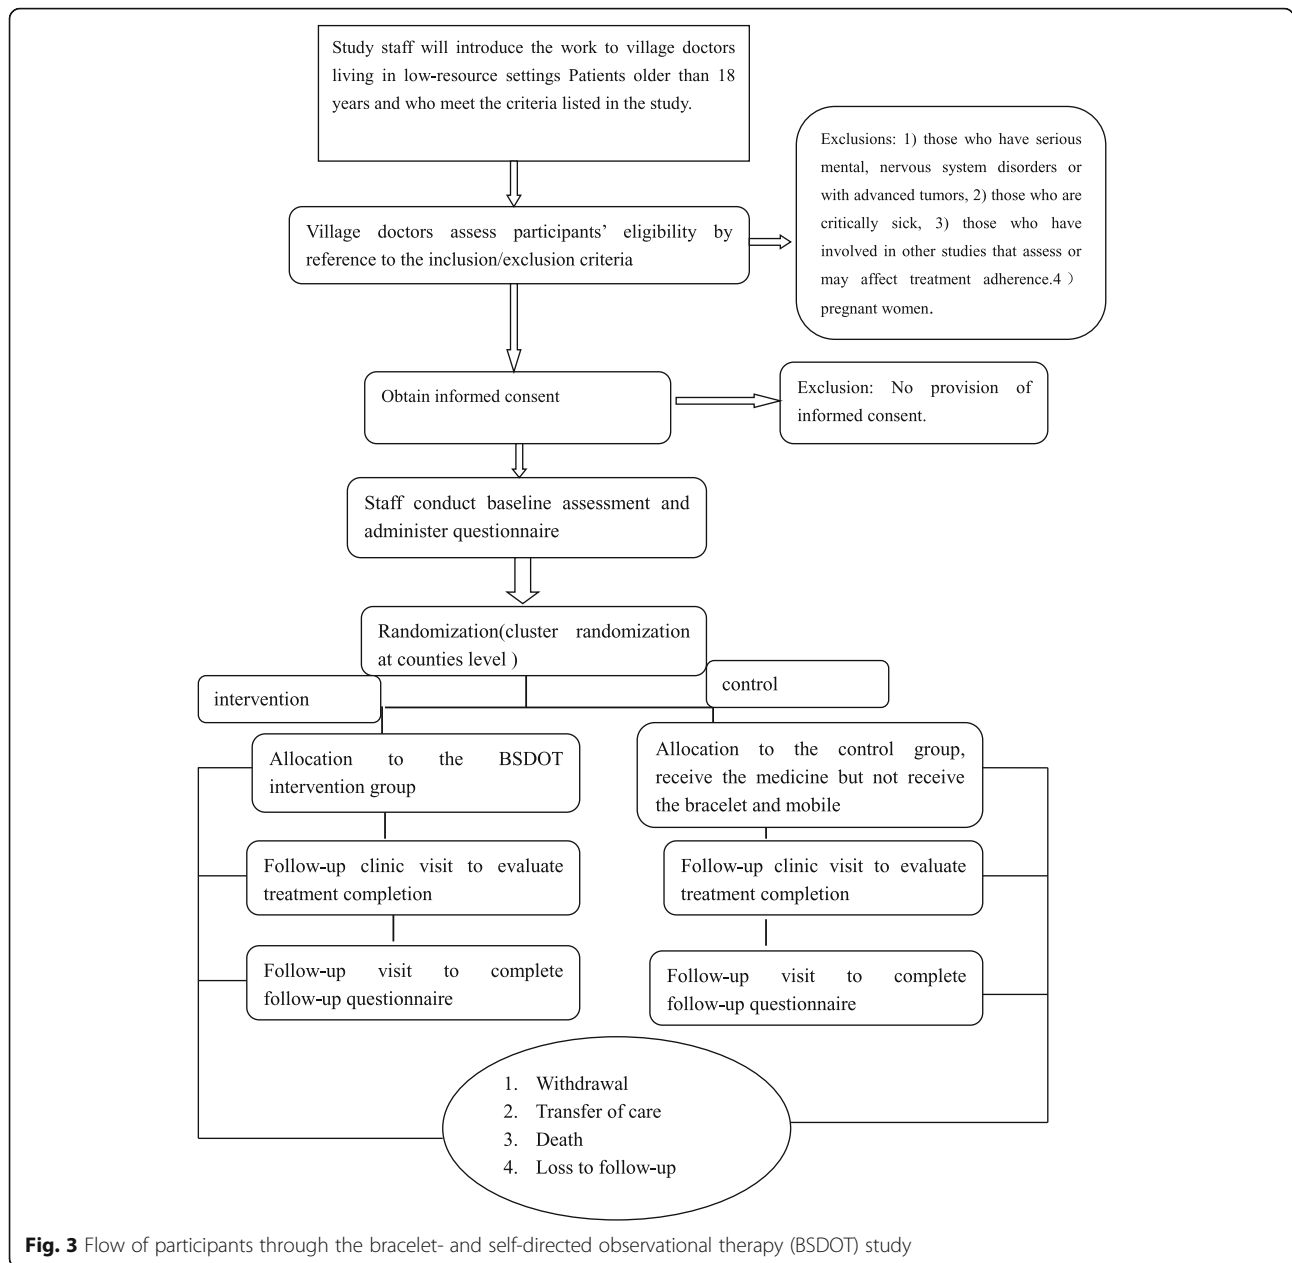 Study staff will introduce the work to village doctors
living in low-resource settings Patients older than 18
years and who meet the criteria listed in the study.
Exclusions: 1) those who have serious
mental, nervous system disorders or
with advanced tumors, 2) those who are
critically sick, 3) those who have
involved in other studies that assess or
may affect treatment adherence.4）
pregnant women.
Village doctors assess participants' eligibility by
reference to the inclusion/exclusion criteria
Obtain informed consent
Exclusion: No provision of
informed consent.
Staff conduct baseline assessment and
administer questionnaire
Randomization(cluster randomization
at counties level )
intervention
control
Allocation to the BSDOT
intervention group
Allocation to the control group,
receive the medicine but not receive
the bracelet and mobile
Follow-up clinic visit to evaluate
treatment completion
Follow-up clinic visit to evaluate
treatment completion
Follow-up visit to complete
follow-up questionnaire
Follow-up visit to complete
follow-up questionnaire
1. Withdrawal
2. Transfer of care
3. Death
4. Loss to follow-up
Fig. 3 Flow of participants through the bracelet- and self-directed observational therapy (BSDOT) study